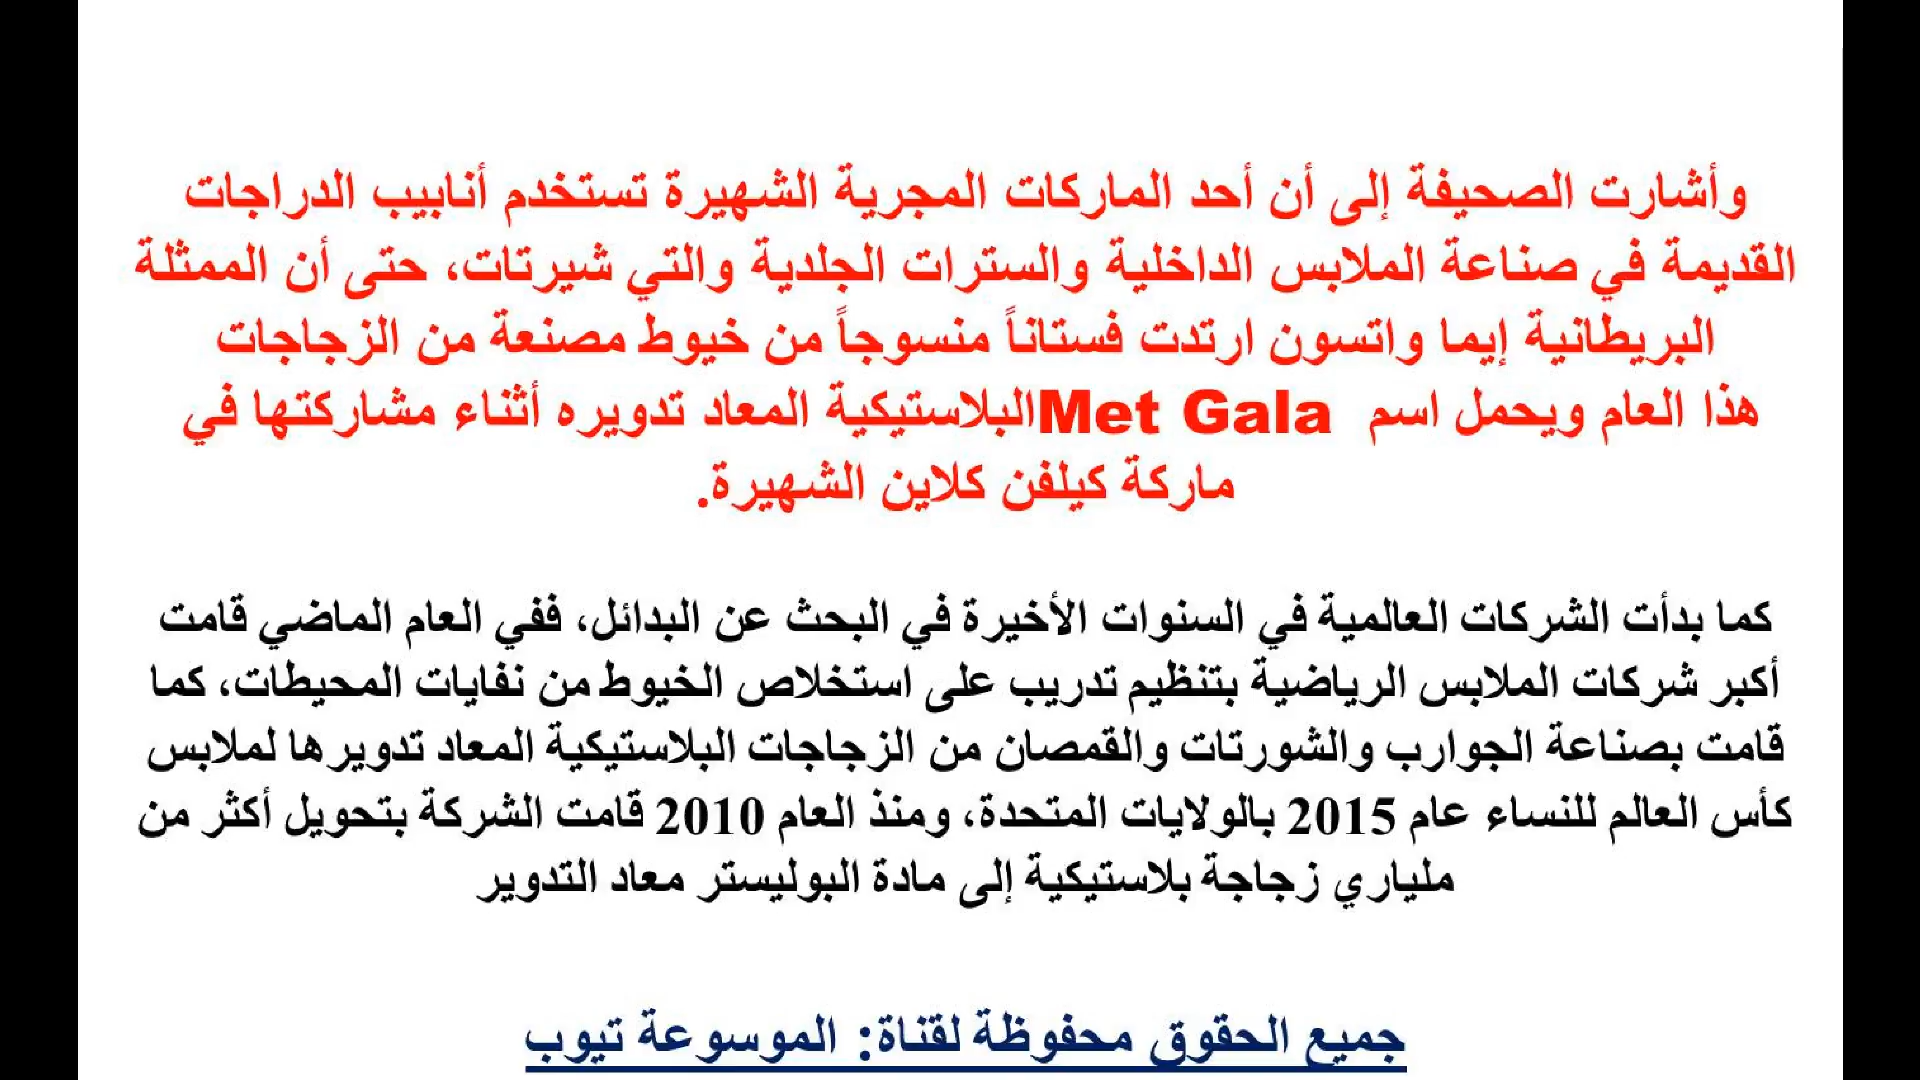 وأشارت الصحيفة إلى أن أحد الماركات المجرية الشهيرة تستخدم أنابيب الدراجات
القديمة في صناعة الملابس الداخلية والسترات الجلدية والتي شيرتات، حتى أن الممثلة
البريطانية إيما واتسون ارتدت فستاناً منسوجاً من خيوط مصنعة من الزجاجات
هذا العام ويحمل اسم Met Galaالبلاستيكية المعاد تدويره أثناء مشاركتها في
ماركة كيلفن كلاين الشهيرة.
كما بدأت الشركات العالمية في السنوات الأخيرة في البحث عن البدائل، ففي العام الماضي قامت
أكبر شركات الملابس الرياضية بتنظيم تدريب على استخلاص الخيوط من نفايات المحيطات، كما
قامت بصناعة الجوارب والشورتات والقمصان من الزجاجات البلاستيكية المعاد تدويرها لملابس
كأس العالم للنساء عام 2015 بالولايات المتحدة، ومنذ العام 2010 قامت الشركة بتحويل أكثر من
ملياري زجاجة بلاستيكية إلى مادة البوليستر معاد التدوير
جميع الحقوق محفوظة لقناة: الموسوعة تيوب